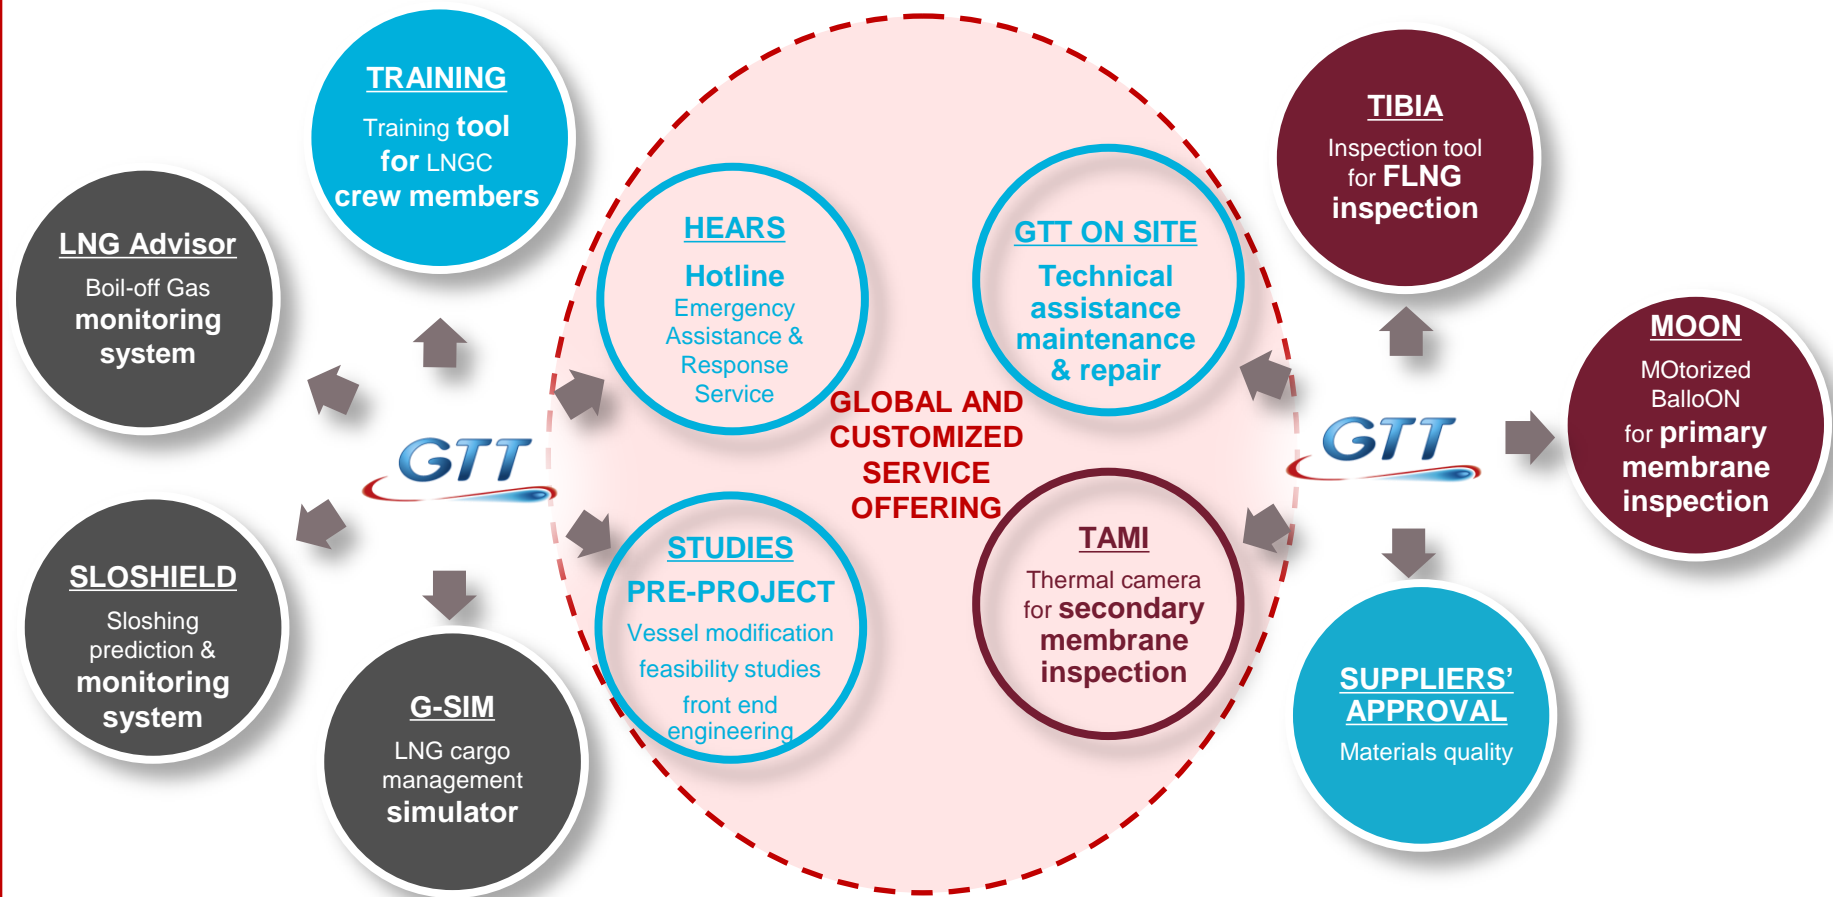 TRAINING
Training tool
for LNGC
crew members
LNG Advisor
Boil-off Gas
monitoring
system
SLOSHIELD
Sloshing
prediction &
monitoring
system
G-SIM
LNG cargo
management
simulator
GTT
HEARS
Hotline
Emergency
Assistance &
Response
Service
STUDIES
PRE-PROJECT
Vessel modification
feasibility studies
front end
engineering
GLOBAL AND
CUSTOMIZED
SERVICE
OFFERING
GTT ON SITE
Technical
assistance
maintenance
& repair
TAMI
Thermal camera
for secondary
membrane
inspection
GTT
TIBIA
Inspection tool
for FLNG
inspection
MOON
MOtorized
BalloON
for primary
membrane
inspection
SUPPLIERS’
APPROVAL
Materials quality